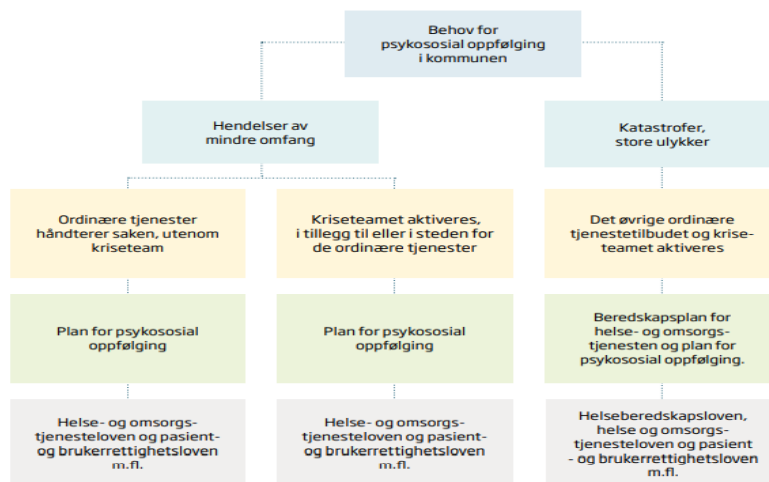 Behov for
psykososial oppfølging
i kommunen
Hendelser av
mindre omfang
Katastrofer,
store ulykker
Ordinære tjenester
håndterer saken, utenom
kriseteam
Kriseteamet aktiveres,
i tillegg til eller i steden for
de ordinære tjenester
Det øvrige ordinære
tjenestetilbudet og krise-
teamet aktiveres
Plan for psykososial
oppfølging
Plan for psykososial
oppfølging
Beredskapsplan for
helse- og omsorgs-
tjenesten og plan for
psykososial oppfølging.
Helse- og omsorgs-
tjenesteloven og pasient-
og brukerrettighetsloven
m.fl.
Helse- og omsorgs-
tjenesteloven og pasient-
og brukerrettighetsloven
m.fl.
Helseberedskapsloven,
helse og omsorgs-
tjenesteloven og pasient
- og brukerrettighetsloven
m.fl.